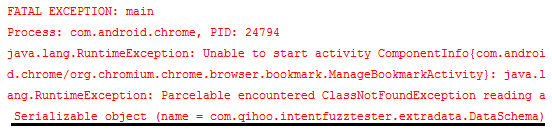 FATAL EXCEPTION: main
Process: com.android.chrome, PID: 24794
java.lang.RuntimeException: Unable to start activity ComponentInfo{com.androi
d.chrome/org.chromium.chrome.browser.bookmark.ManageBookmarkActivity}: java.l
ang.RuntimeException: Parcelable encountered ClassNotFoundException reading a
Serializable object (name = com.qihoo.intentfuzztester.extradata.DataSchema)